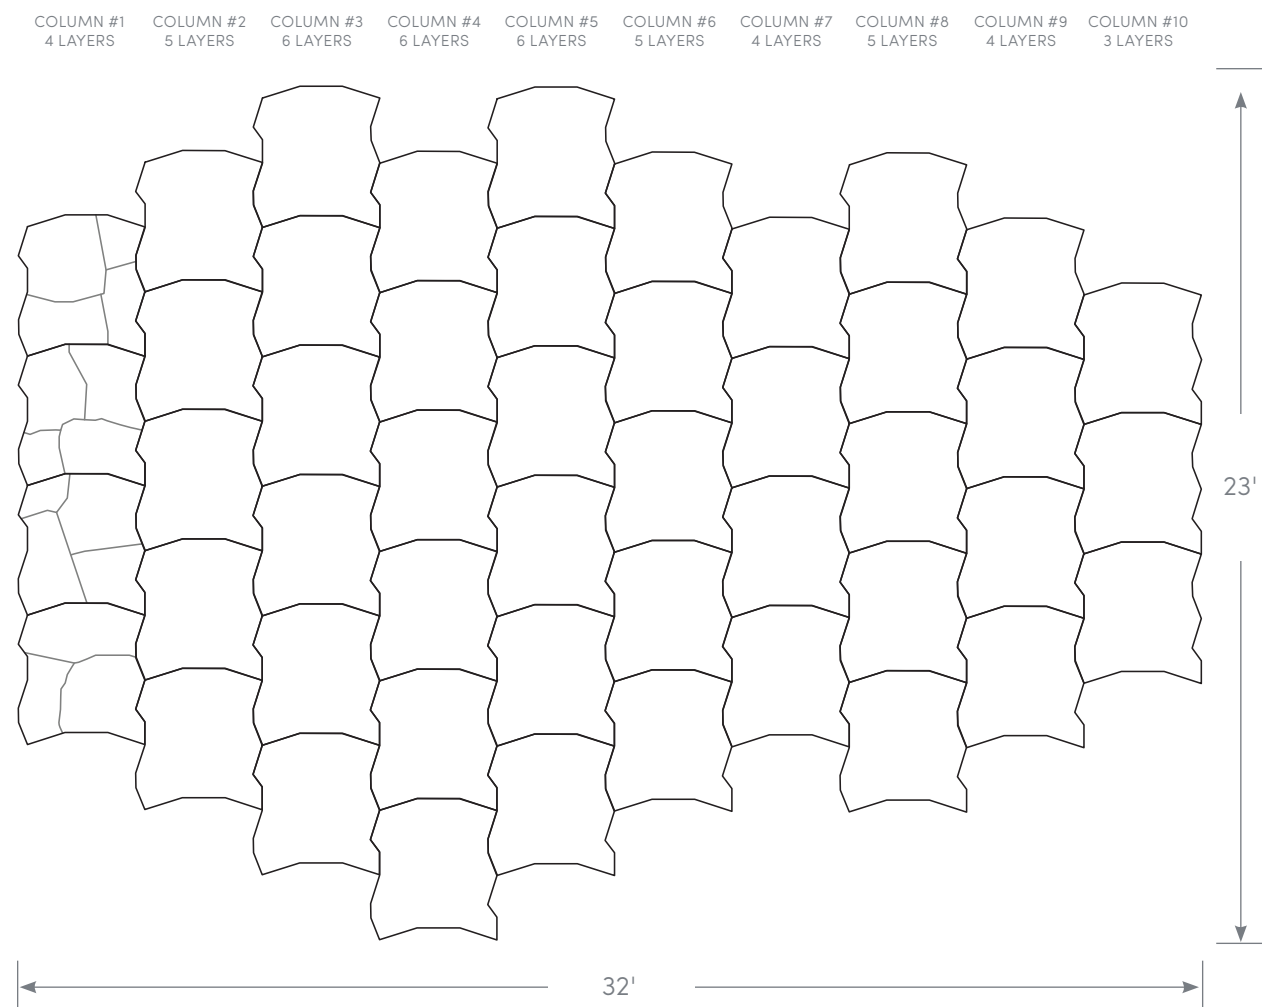 COLUMN #1 COLUMN #2 COLUMN #3 COLUMN #4 COLUMN #5 COLUMN #6 COLUMN #7 COLUMN #8 COLUMN #9 COLUMN #10
4 LAYERS 5 LAYERS 6 LAYERS 6 LAYERS 6 LAYERS 5 LAYERS 4 LAYERS 5 LAYERS 4 LAYERS 3 LAYERS
23'
32'